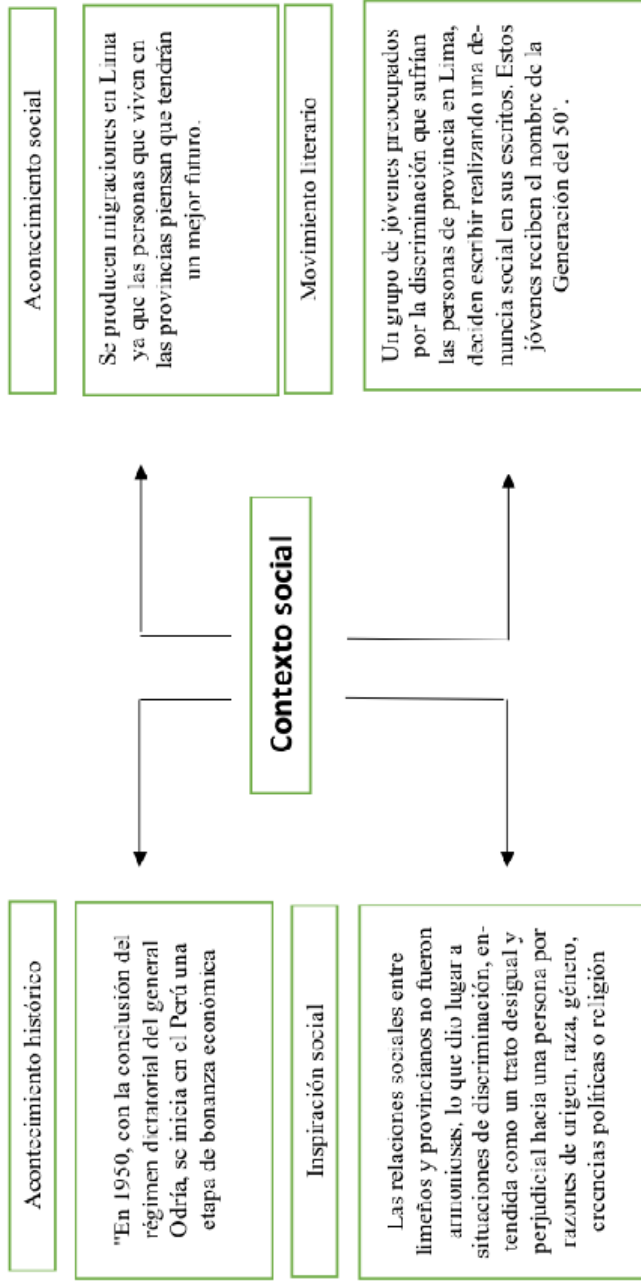 Acontecimiento histórico
"En 1950, con la conclusión del
régimen dictatorial del general
Odría, se inicia en el Perú una
etapa de bonanza económica
Inspiración social
Las relaciones sociales entre
limeños y provincianos no fueron
armoniosas, lo que dio lugar a
situaciones de discriminación, en-
tendida como un trato desigual y
perjudicial hacia una persona por
razones de origen, raza, género,
creencias políticas o religión
Contexto social
Acontecimiento social
Se producen migraciones en Lima
ya que las personas que viven en
las provincias piensan que tendrán
un mejor futuro.
Movimiento literario
Un grupo de jóvenes preocupados
por la discriminación que sufrían
las personas de provincia en Lima,
deciden escribir realizando una de-
nuncia social en sus escritos. Estos
jóvenes reciben el nombre de la
Generación del 50'.